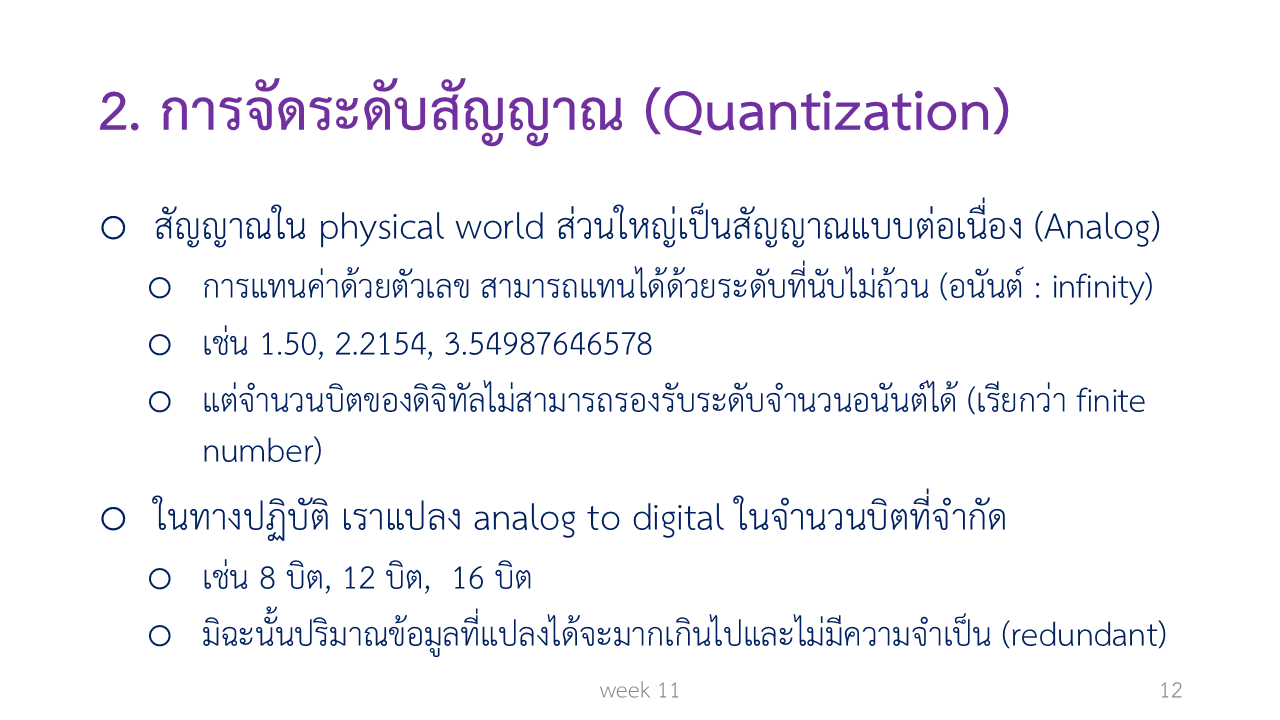 2. การจัดระดับสัญญาณ (Quantization)
สัญญาณใน physical world ส่วนใหญ่เป็นสัญญาณแบบต่อเนื่อง (Analog)
การแทนค่าด้วยตัวเลข สามารถแทนได้ด้วยระดับที่นับไม่ถ้วน (อนันต์ : infinity)
เช่น 1.50, 2.2154, 3.54987646578
แต่จำนวนบิตของดิจิทัลไม่สามารถรองรับระดับจำนวนอนันต์ได้ (เรียกว่า finite
number)
ในทางปฏิบัติ เราแปลง analog to digital ในจำนวนบิตที่จำกัด
เช่น 8 บิต, 12 บิต,  16 บิต
มิฉะนั้นปริมาณข้อมูลที่แปลงได้จะมากเกินไปและไม่มีความจำเป็น (redundant)
week 11
12